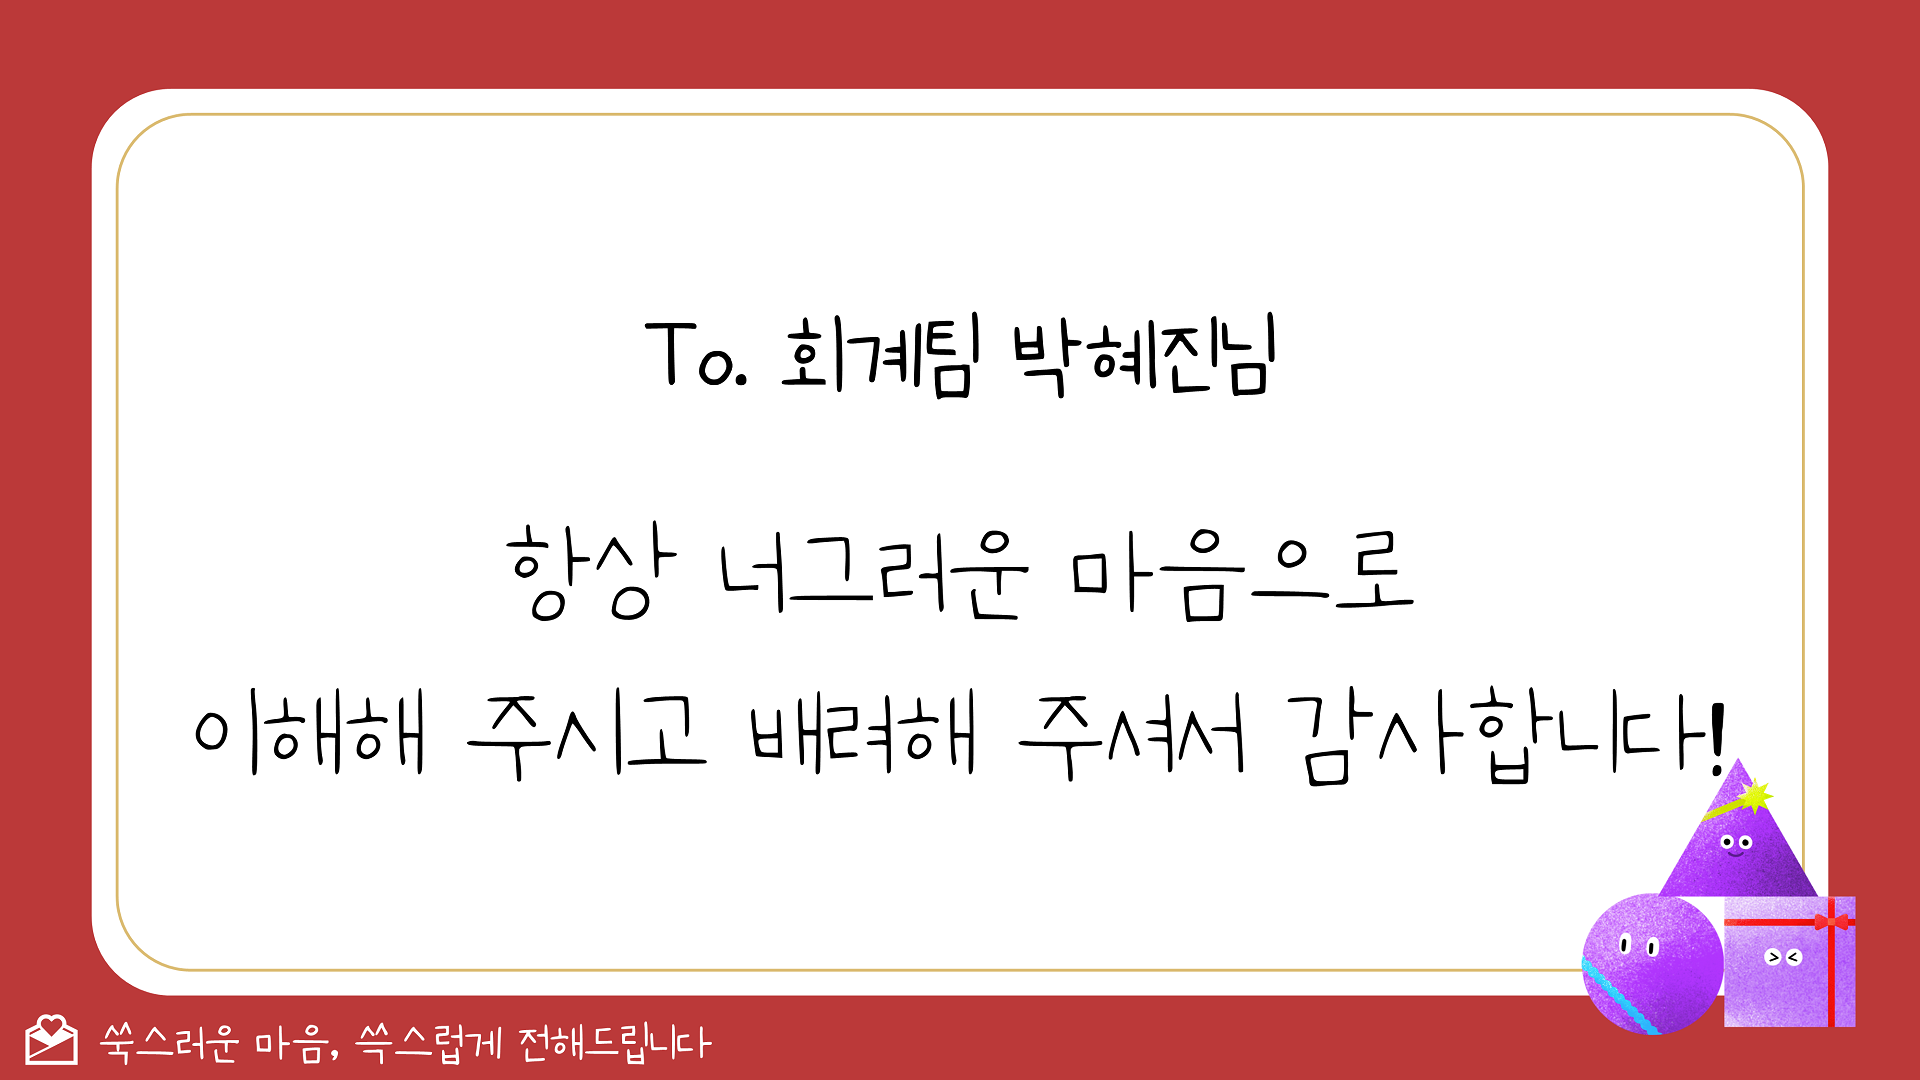 To. 회계팀 박혜진님
항상 너그러운 마음으로
이해해 주시고 배려해 주셔서 감사합니다!
쑥스러운 마음, 쓱스럽게 전해드립니다